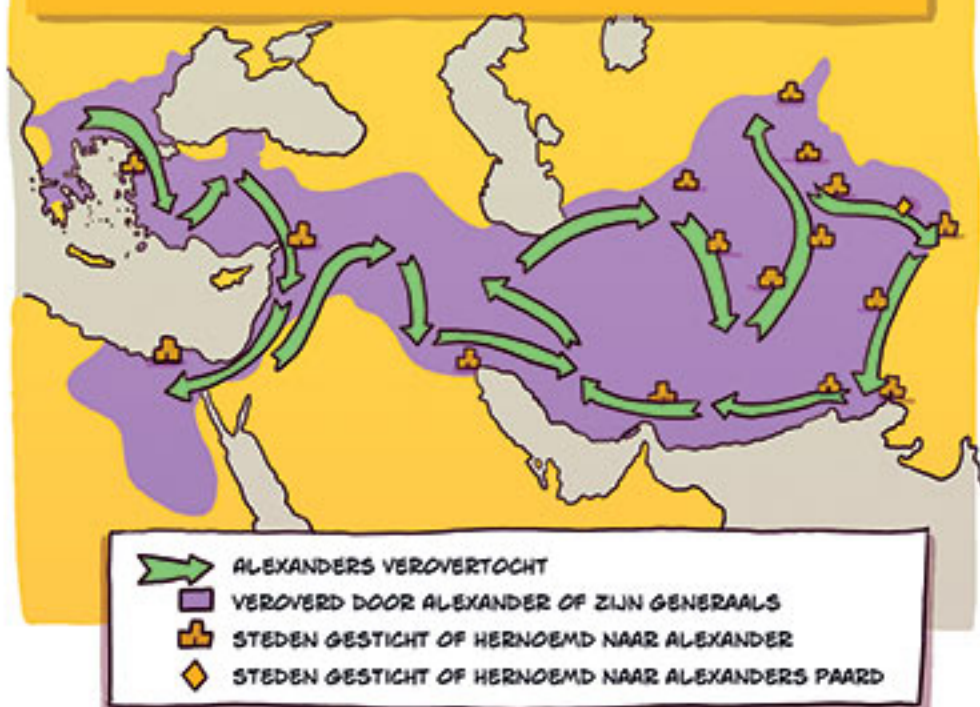 ALEXANDERS VEROVERTOCHT
VEROVERD DOOR ALEXANDER OF ZIJN GENERAALS
STEDEN GESTICHT OF HERNOEMD NAAR ALEXANDER
STEDEN GESTICHT OF HERNOEMD NAAR ALEXANDERS PAARD